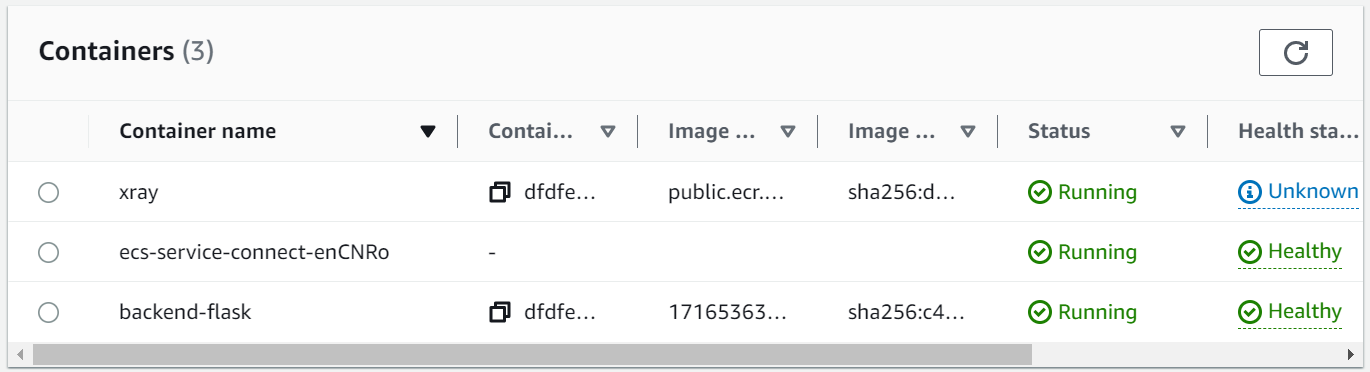 Containers (3)
Container name Contai... Image ... Image ... Status Health sta...
xray dfdfe... public.ecr.... sha256:d... Running Unknown
ecs-service-connect-enCNRo - Running Healthy
backend-flask dfdfe... 17165363... sha256:c4... Running Healthy